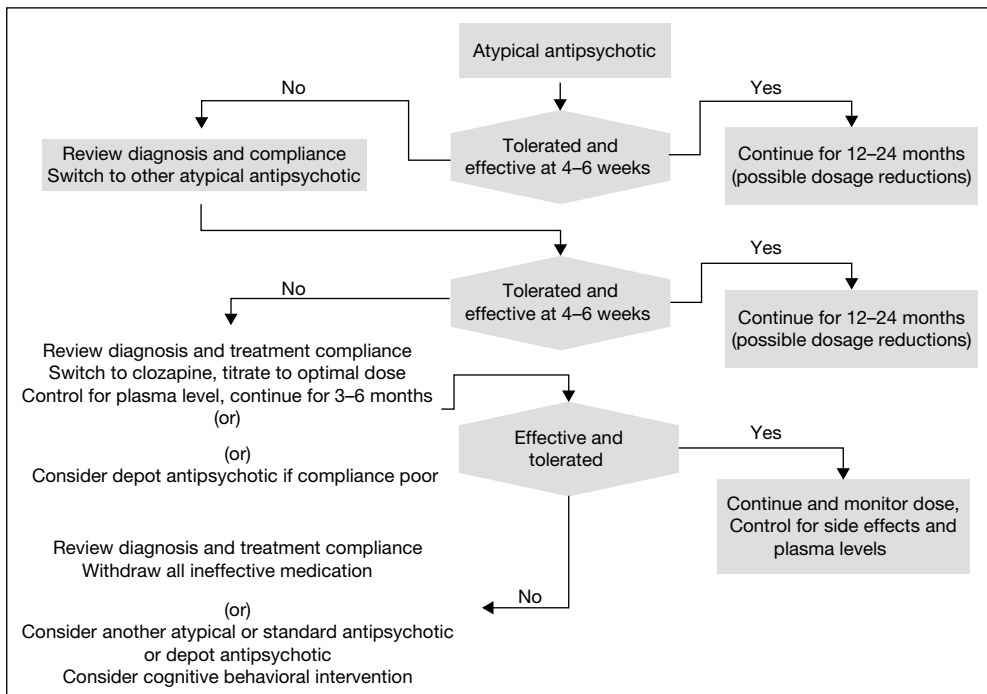 Atypical antipsychotic
No
Yes
Tolerated and
effective at 4–6 weeks
Review diagnosis and compliance
Switch to other atypical antipsychotic
Continue for 12–24 months
(possible dosage reductions)
No
Yes
Tolerated and
effective at 4–6 weeks
Continue for 12–24 months
(possible dosage reductions)
Review diagnosis and treatment compliance
Switch to clozapine, titrate to optimal dose
Control for plasma level, continue for 3–6 months
(or)
(or)
Consider depot antipsychotic if compliance poor
Effective and
tolerated
Yes
Continue and monitor dose,
Control for side effects and
plasma levels
No
Review diagnosis and treatment compliance
Withdraw all ineffective medication
(or)
Consider another atypical or standard antipsychotic
or depot antipsychotic
Consider cognitive behavioral intervention